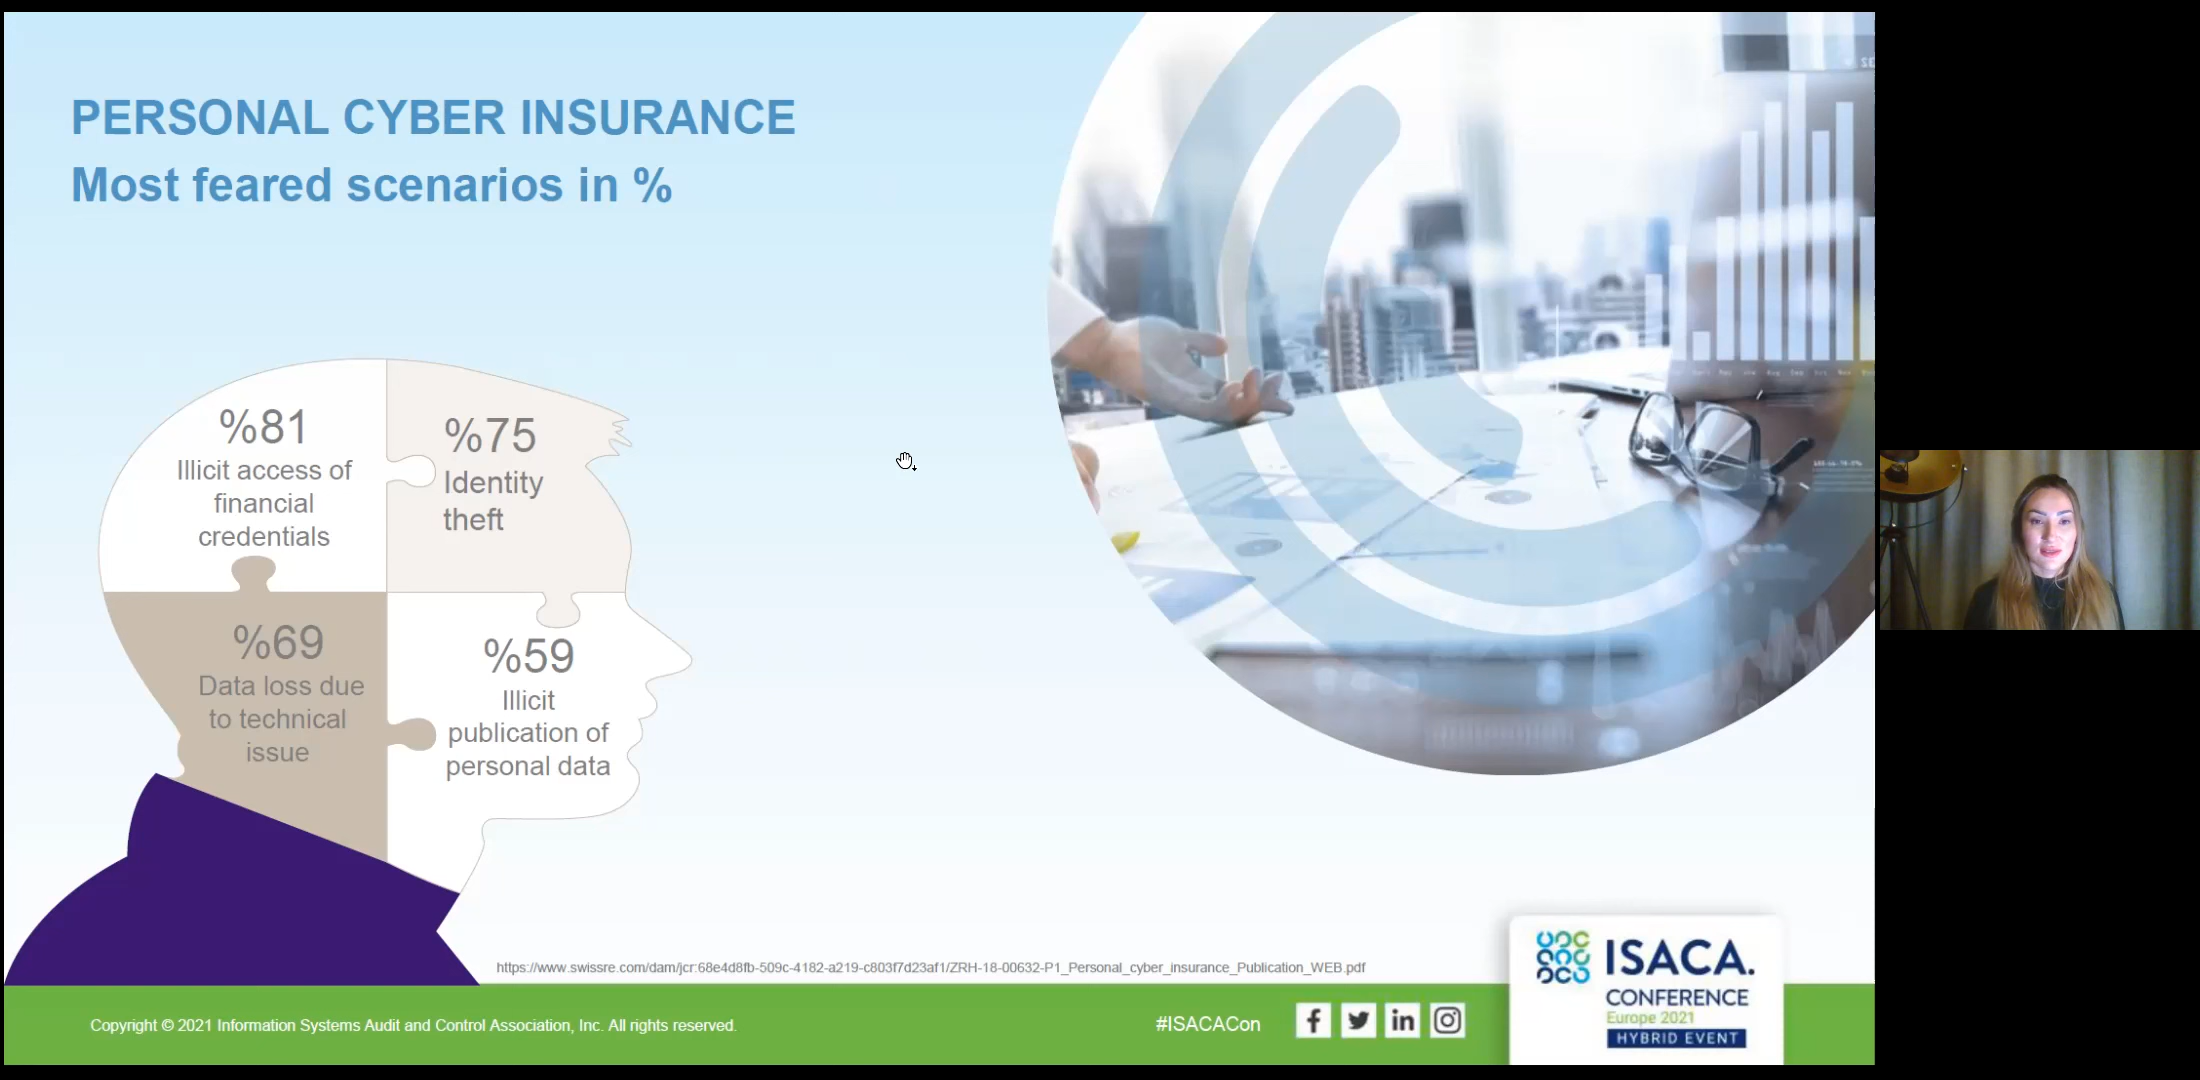 PERSONAL CYBER INSURANCE
Most feared scenarios in %
%81
Illicit access of
financial
credentials
%75
Identity
theft
%69
Data loss due
to technical
issue
%59
Illicit
publication of
personal data
https://www.swissre.com/dam/jcr:68e4d8fb-509c-4182-a219-c803f7d23af1/ZRH-18-00632-P1_Personal_cyber_insurance_Publication_WEB.pdf
Copyright © 2021 Information Systems Audit and Control Association, Inc. All rights reserved.
#ISACACon
ISACA.
CONFERENCE
Europe 2021
HYBRID EVENT